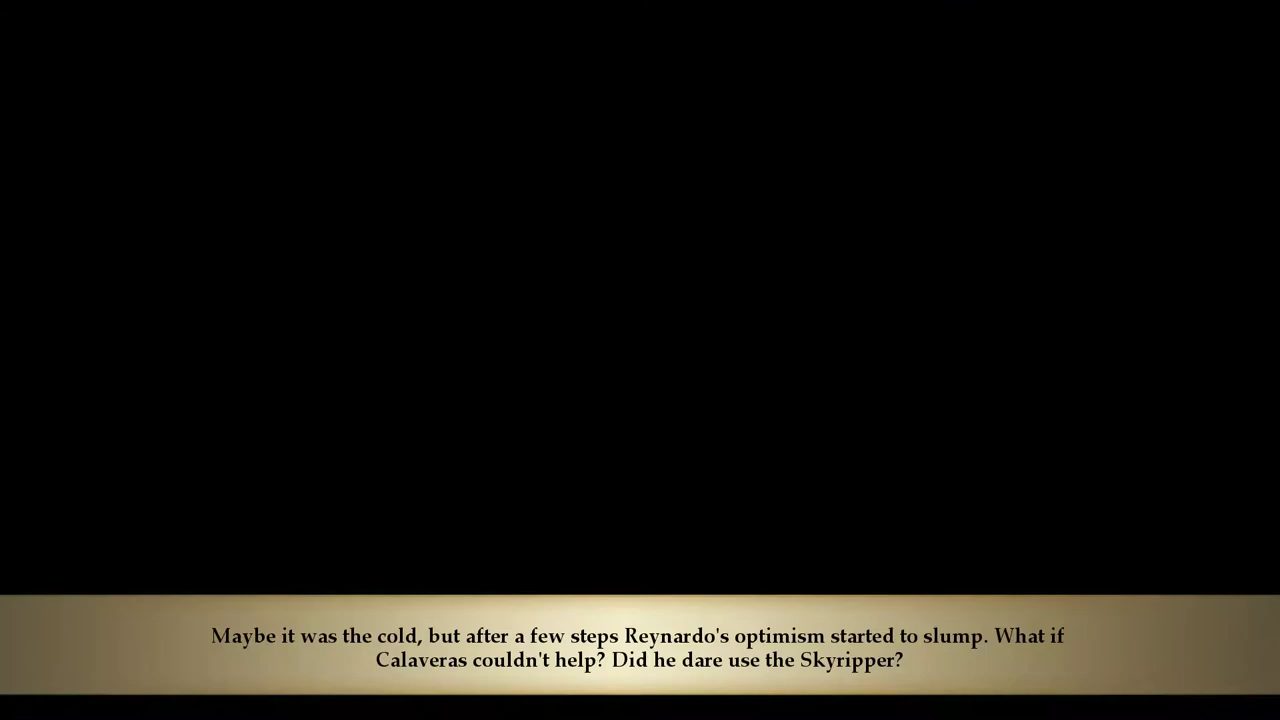 Maybe it was the cold, but after a few steps Reynardo's optimism started to slump. What if
Calaveras couldn't help? Did he dare use the Skyripper?